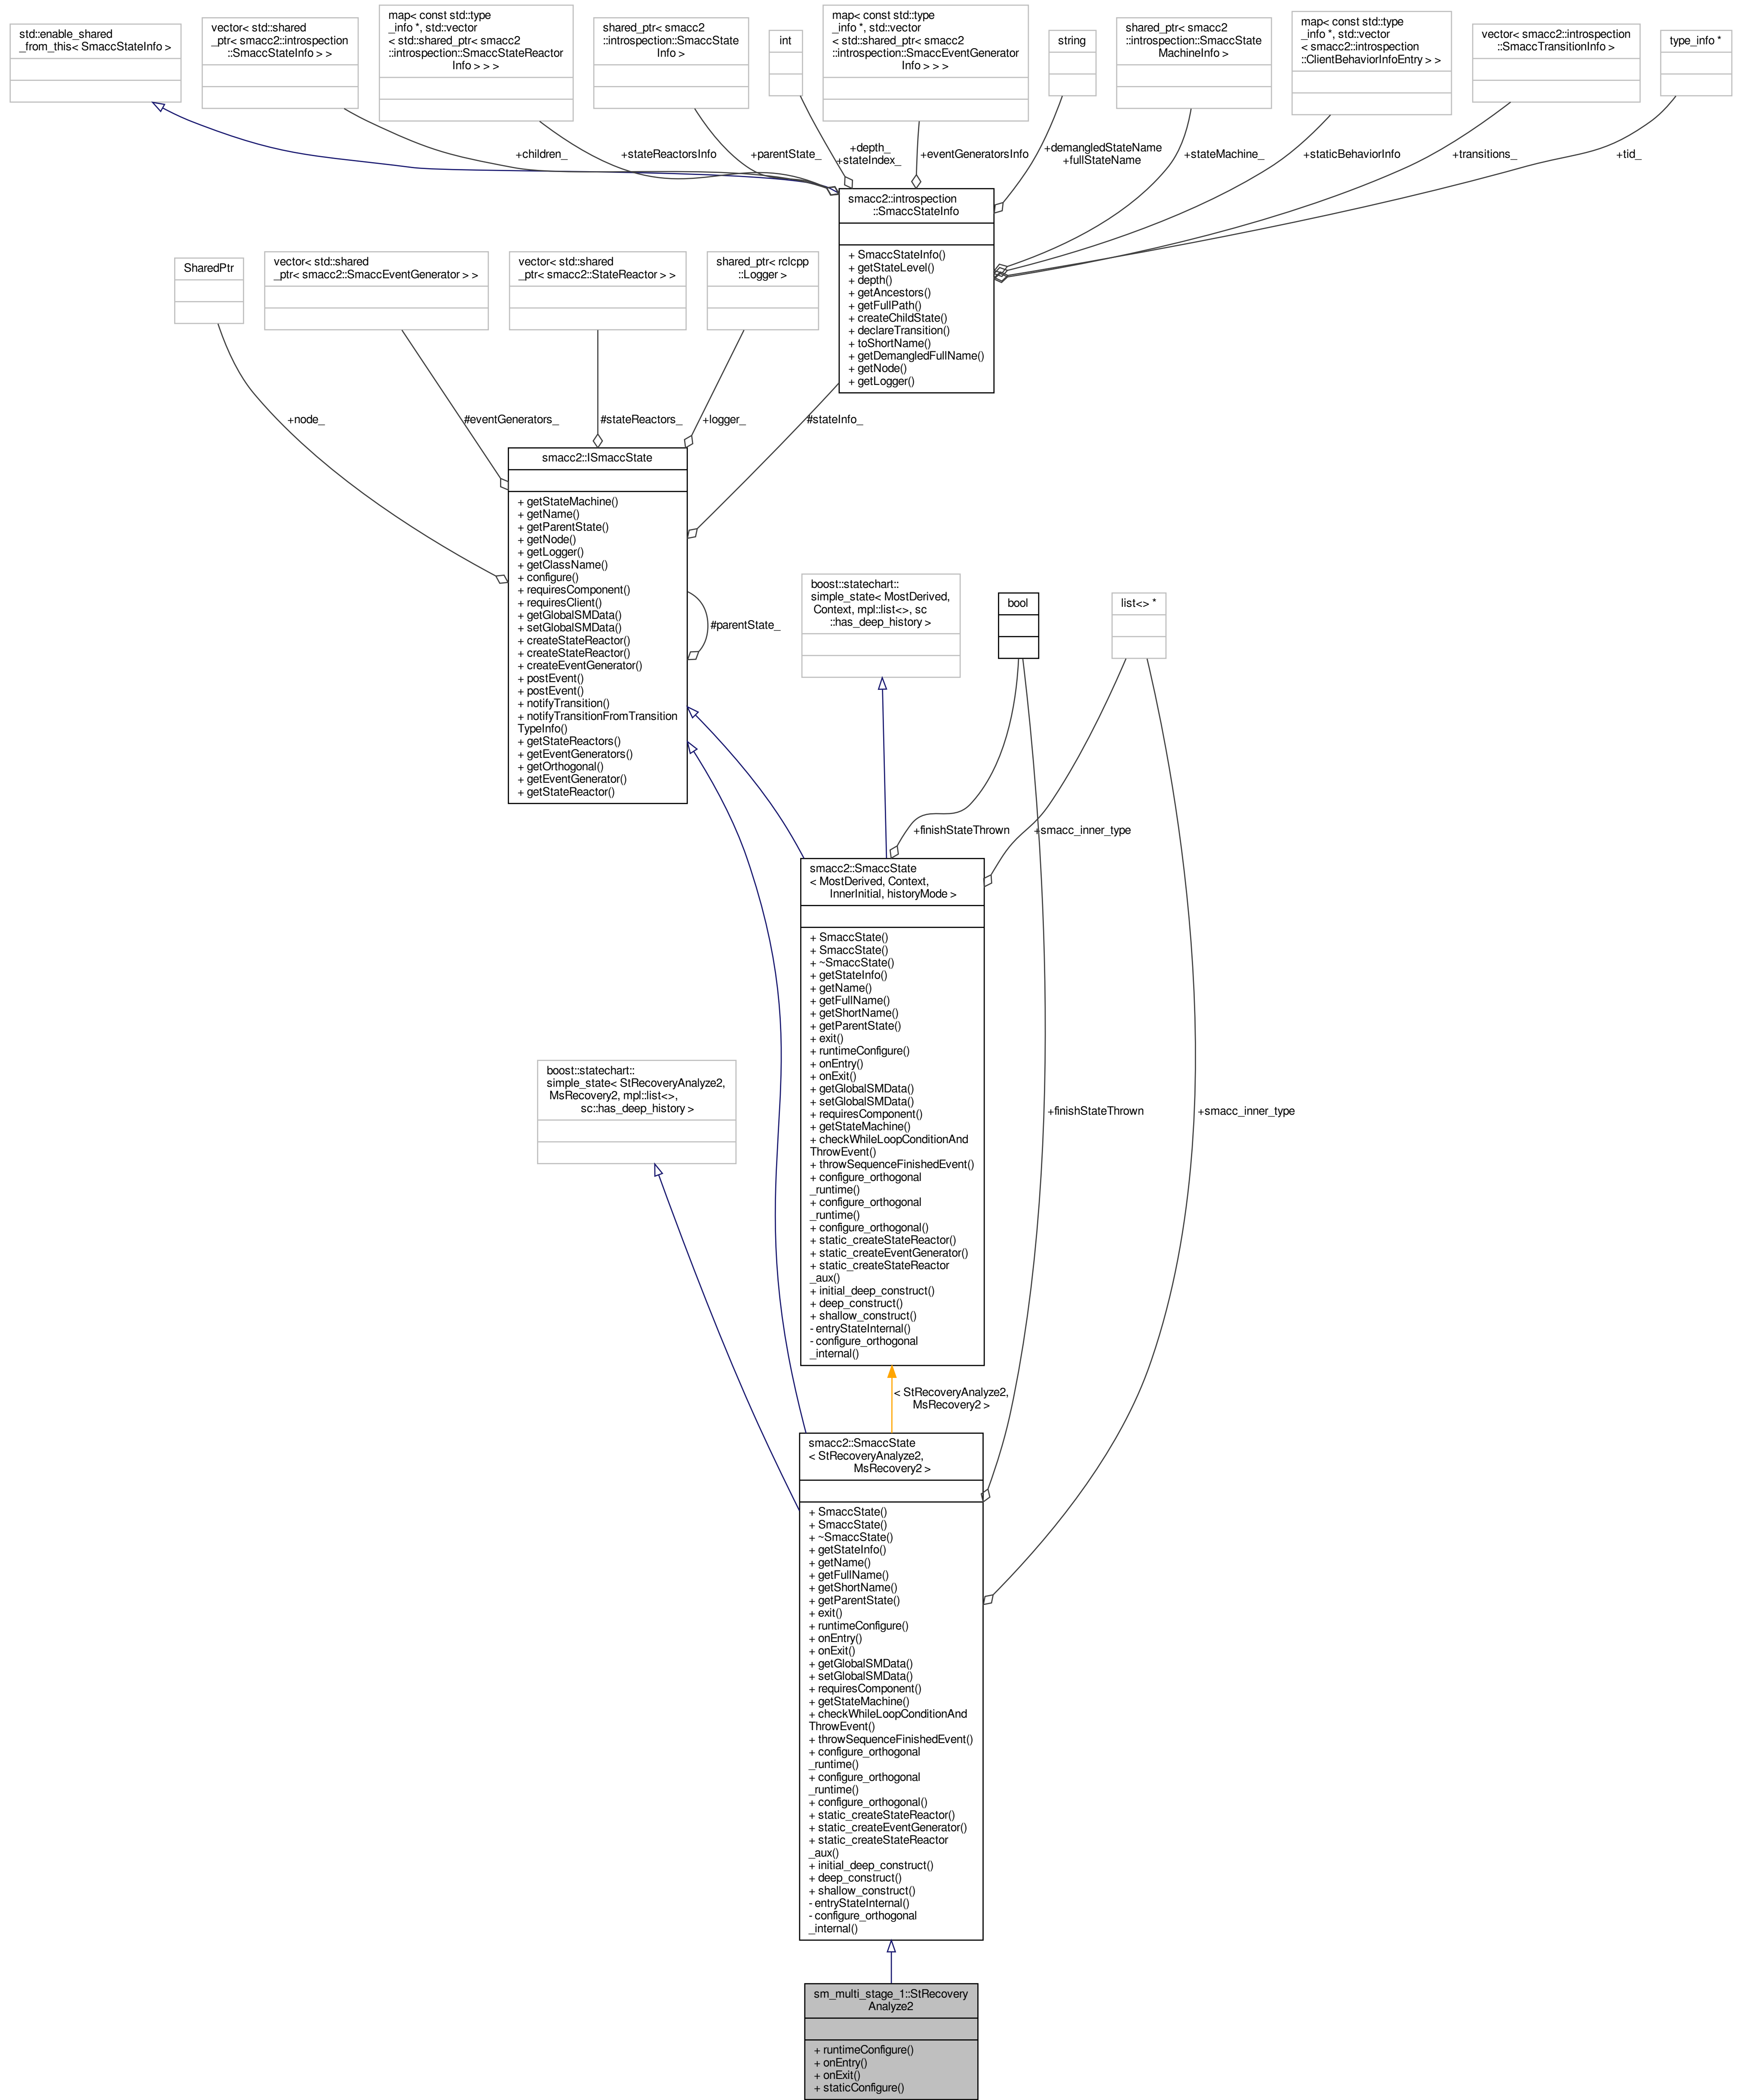 std::enable_shared
_from_this< SmaccStateInfo >
vector< std::shared
_ptr< smacc2::introspection
::SmaccStateInfo > >
map< const std::type
_info *, std::vector
< std::shared_ptr< smacc2
::introspection::SmaccStateReactor
Info > > >
shared_ptr< smacc2
::introspection::SmaccState
Info >
int
map< const std::type
_info *, std::vector
< std::shared_ptr< smacc2
::introspection::SmaccEventGenerator
Info > > >
string
shared_ptr< smacc2
::introspection::SmaccState
MachineInfo >
map< const std::type
_info *, std::vector
< smacc2::introspection
::ClientBehaviorInfoEntry > >
vector< smacc2::introspection
::SmaccTransitionInfo >
type_info *
+children_
+stateReactorsInfo
+parentState_
+depth_
+stateIndex_
+eventGeneratorsInfo
+demangledStateName
+fullStateName
+stateMachine_
+staticBehaviorInfo
+transitions_
+tid_
smacc2::introspection
::SmaccStateInfo
+ SmaccStateInfo()
+ getStateLevel()
+ depth()
+ getAncestors()
+ getFullPath()
+ createChildState()
+ declareTransition()
+ toShortName()
+ getDemangledFullName()
+ getNode()
+ getLogger()
SharedPtr
vector< std::shared
_ptr< smacc2::SmaccEventGenerator > >
vector< std::shared
_ptr< smacc2::StateReactor > >
shared_ptr< rclcpp
::Logger >
+node_
#eventGenerators_
#stateReactors_
+logger_
#stateInfo_
smacc2::ISmaccState
+ getStateMachine()
+ getName()
+ getParentState()
+ getNode()
+ getLogger()
+ getClassName()
+ configure()
+ requiresComponent()
+ requiresClient()
+ getGlobalSMData()
+ setGlobalSMData()
+ createStateReactor()
+ createStateReactor()
+ createEventGenerator()
+ postEvent()
+ postEvent()
+ notifyTransition()
+ notifyTransitionFromTransition
TypeInfo()
+ getStateReactors()
+ getEventGenerators()
+ getOrthogonal()
+ getEventGenerator()
+ getStateReactor()
#parentState_
boost::statechart::
simple_state< MostDerived,
Context, mpl::list<>, sc
::has_deep_history >
bool
list<> *
+finishStateThrown
+smacc_inner_type
smacc2::SmaccState
< MostDerived, Context,
InnerInitial, historyMode >
+ SmaccState()
+ SmaccState()
+ ~SmaccState()
+ getStateInfo()
+ getName()
+ getFullName()
+ getShortName()
+ getParentState()
+ exit()
+ runtimeConfigure()
+ onEntry()
+ onExit()
+ getGlobalSMData()
+ setGlobalSMData()
+ requiresComponent()
+ getStateMachine()
+ checkWhileLoopConditionAnd
ThrowEvent()
+ throwSequenceFinishedEvent()
+ configure_orthogonal
_runtime()
+ configure_orthogonal
_runtime()
+ configure_orthogonal()
+ static_createStateReactor()
+ static_createEventGenerator()
+ static_createStateReactor
_aux()
+ initial_deep_construct()
+ deep_construct()
+ shallow_construct()
- entryStateInternal()
- configure_orthogonal
_internal()
boost::statechart::
simple_state< StRecoveryAnalyze2,
MsRecovery2, mpl::list<>,
sc::has_deep_history >
+finishStateThrown
+smacc_inner_type
< StRecoveryAnalyze2,
MsRecovery2 >
smacc2::SmaccState
< StRecoveryAnalyze2,
MsRecovery2 >
+ SmaccState()
+ SmaccState()
+ ~SmaccState()
+ getStateInfo()
+ getName()
+ getFullName()
+ getShortName()
+ getParentState()
+ exit()
+ runtimeConfigure()
+ onEntry()
+ onExit()
+ getGlobalSMData()
+ setGlobalSMData()
+ requiresComponent()
+ getStateMachine()
+ checkWhileLoopConditionAnd
ThrowEvent()
+ throwSequenceFinishedEvent()
+ configure_orthogonal
_runtime()
+ configure_orthogonal
_runtime()
+ configure_orthogonal()
+ static_createStateReactor()
+ static_createEventGenerator()
+ static_createStateReactor
_aux()
+ initial_deep_construct()
+ deep_construct()
+ shallow_construct()
- entryStateInternal()
- configure_orthogonal
_internal()
sm_multi_stage_1::StRecovery
Analyze2
+ runtimeConfigure()
+ onEntry()
+ onExit()
+ staticConfigure()